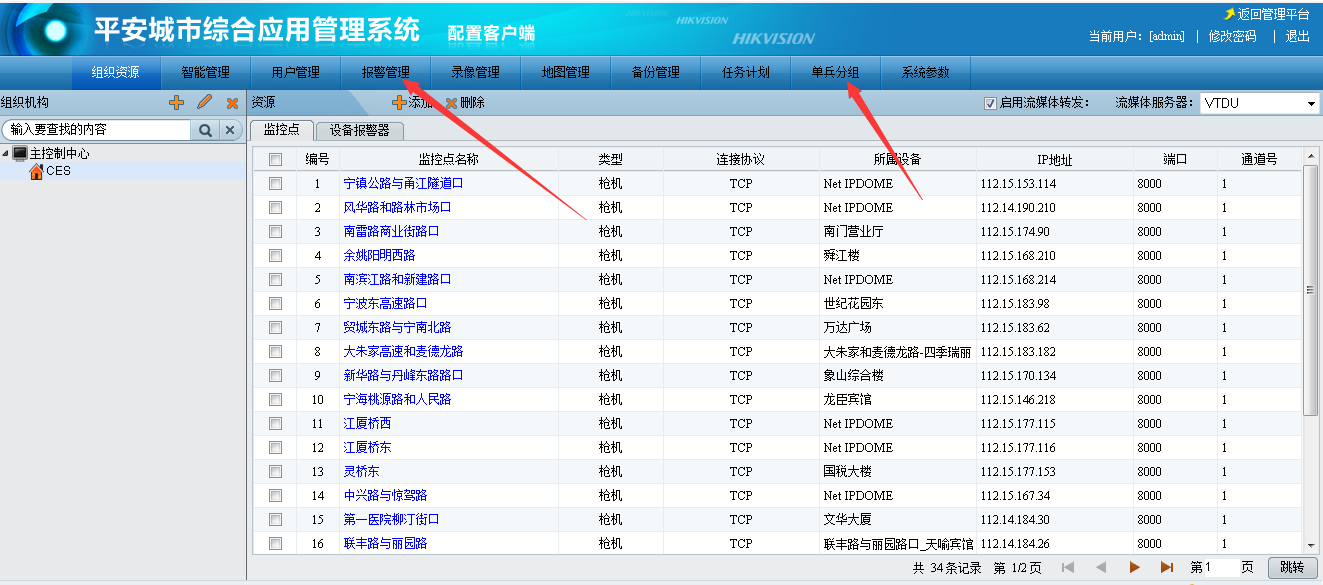 平安城市综合应用管理系统 配置客户端 HIKVISION HIKVISION
返回管理平台
当前用户：[admin] | 修改密码 | 退出
组织资源 智能管理 用户管理 报警管理 录像管理 地图管理 备份管理 任务计划 单兵分组 系统参数
组织机构 资源 添加 删除 启用流媒体转发： 流媒体服务器： VTDU
输入要查找的内容 监控点 设备报警器
主控制中心
CES
编号 监控点名称 类型 连接协议 所属设备 IP地址 端口 通道号
1 宁镇公路与甬江隧道口 枪机 TCP Net IPDOME 112.15.153.114 8000 1
2 风华路和路林市场口 枪机 TCP Net IPDOME 112.14.190.210 8000 1
3 南雷路商业街路口 枪机 TCP 南门营业厅 112.15.174.90 8000 1
4 余姚阳明西路 枪机 TCP 舜江楼 112.15.168.210 8000 1
5 南滨江路和新建路口 枪机 TCP Net IPDOME 112.15.168.214 8000 1
6 宁波东高速路口 枪机 TCP 世纪花园东 112.15.183.98 8000 1
7 贸城东路与宁南北路 枪机 TCP 万达广场 112.15.183.62 8000 1
8 大朱家高速和麦德龙路 枪机 TCP 大朱家和麦德龙路-四季瑞丽 112.15.183.182 8000 1
9 新华路与丹峰东路路口 枪机 TCP 象山综合楼 112.15.170.134 8000 1
10 宁海桃源路和人民路 枪机 TCP 龙臣宾馆 112.15.146.218 8000 1
11 江厦桥西 枪机 TCP Net IPDOME 112.15.177.115 8000 1
12 江厦桥东 枪机 TCP Net IPDOME 112.15.177.116 8000 1
13 灵桥东 枪机 TCP 国税大楼 112.15.177.153 8000 1
14 中兴路与惊驾路 枪机 TCP Net IPDOME 112.15.167.34 8000 1
15 第一医院柳汀街口 枪机 TCP 文华大厦 112.14.184.30 8000 1
16 联丰路与丽园路 枪机 TCP 联丰路与丽园路口_天喻宾馆 112.14.184.26 8000 1
共 34条记录 第 1/2页 第 1 页 跳转